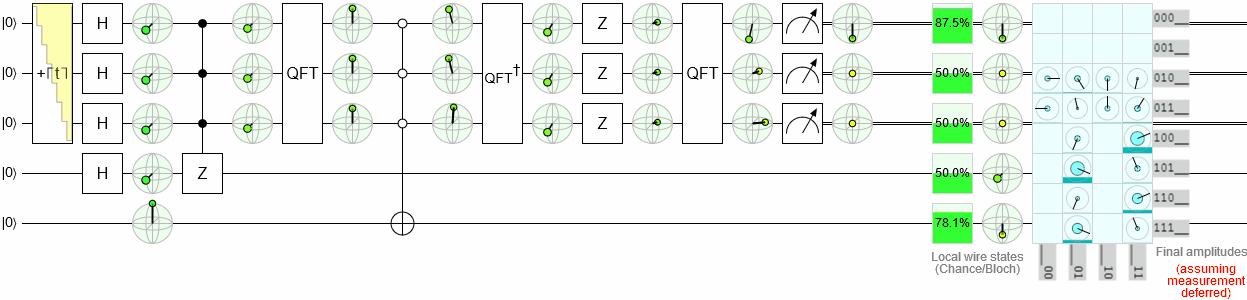 |0⟩ H QFT QFT† Z QFT 87.5% 000__
001__
|0⟩ +⌈t⌉ H Z 50.0% 010__
|0⟩ H Z 50.0% 011__
100__
|0⟩ H Z 50.0% 101__
110__
|0⟩ 78.1% 111__
Local wire states
(Chance/Bloch)
__00 __01 __10 __11
Final amplitudes
(assuming
measurement
deferred)